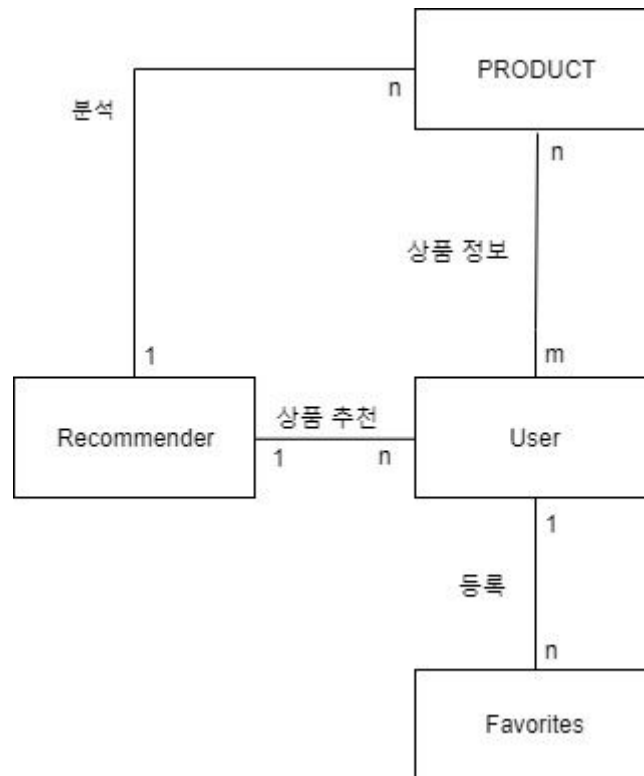 PRODUCT
n
분석
n
상품 정보
1
m
Recommender
상품 추천
1
n
User
1
등록
n
Favorites